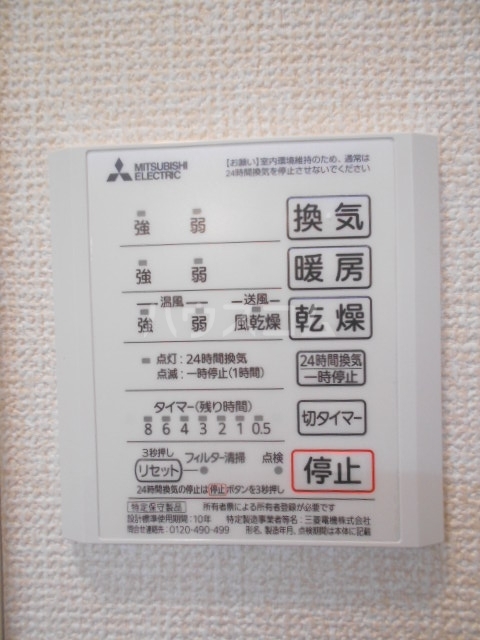 MITSUBISHI
ELECTRIC
【お願い】室内環境維持のため、通常は
24時間換気を停止させないでください
強 弱 換気
強 弱 暖房
温風 送風
強 弱 風乾燥 乾燥
点灯:24時間換気
点滅:一時停止(1時間)
24時間換気
一時停止
タイマー(残り時間)
8 6 4 3 2 1 0.5
切タイマー
3秒押し
リセット フィルター清掃 点検
停止
24時間換気の停止は停止ボタンを3秒押し
特定保守製品 所有者票による所有者登録が必要です
設計標準使用期間:10年 特定製造事業者等名:三菱電機株式会社
問合せ連絡先 0120-490-499 形名、製造年月、点検期間は本体に記載